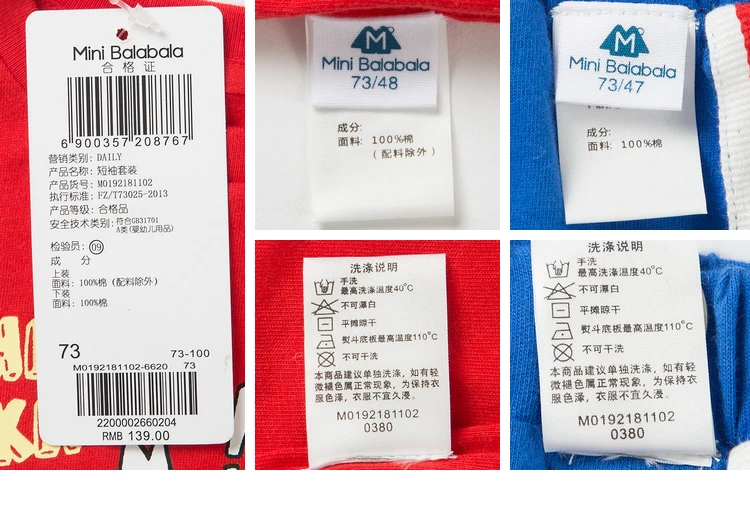 Mini Balabala
合格证
6 900357 208767
营销类别: DAILY
产品名称: 短袖套装
产品货号: M0192181102
执行标准: FZ/T73025-2013
产品等级: 合格品
安全技术类别: 符合GB31701
A类(婴幼儿用品)
检验员: 09
成 分
上装
面料: 100%棉 (配料除外)
下装
面料: 100%棉
73 73-100
M0192181102-6620 73
2200002660204
RMB 139.00
M
Mini Balabala
73/48
成分:
面料: 100%棉
(配料除外)
M
Mini Balabala
73/47
成分:
面料: 100%棉
洗涤说明
手洗
最高洗涤温度40°C
不可漂白
平摊晾干
熨斗底板最高温度110°C
不可干洗
本商品建议单独洗涤，如有轻
微褪色属正常现象，为保持衣
服色泽，衣服不宜久浸。
M0192181102
0380
洗涤说明
手洗
最高洗涤温度40°C
不可漂白
平摊晾干
熨斗底板最高温度110°C
不可干洗
本商品建议单独洗涤，如有轻
微褪色属正常现象，为保持衣
服色泽，衣服不宜久浸。
M0192181102
0380